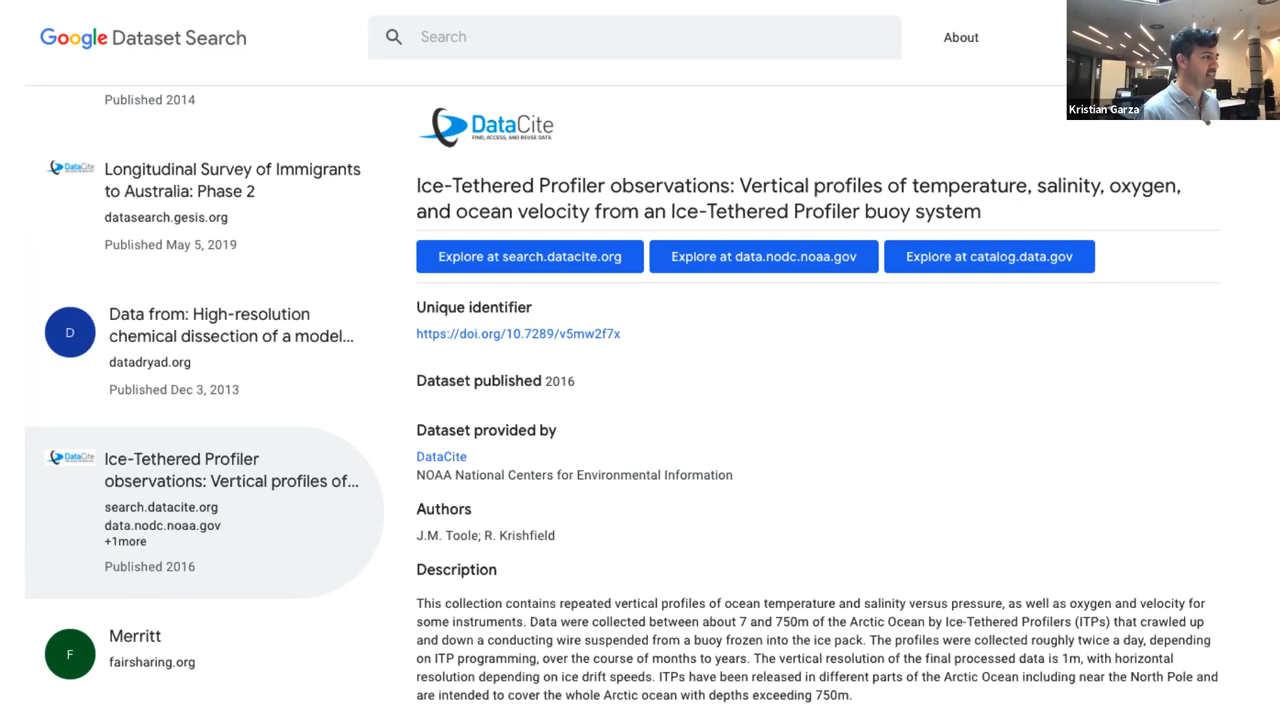 Google Dataset Search
Search
About
Kristian Garza
Published 2014
DataCite
Longitudinal Survey of Immigrants
to Australia: Phase 2
datasearch.gesis.org
Published May 5, 2019
D
Data from: High-resolution
chemical dissection of a model...
datadryad.org
Published Dec 3, 2013
DataCite
Ice-Tethered Profiler
observations: Vertical profiles of...
search.datacite.org
data.nodc.noaa.gov
+1more
Published 2016
F
Merritt
fairsharing.org
DataCite
FIND, ACCESS, AND REUSE DATA
Ice-Tethered Profiler observations: Vertical profiles of temperature, salinity, oxygen,
and ocean velocity from an Ice-Tethered Profiler buoy system
Explore at search.datacite.org
Explore at data.nodc.noaa.gov
Explore at catalog.data.gov
Unique identifier
https://doi.org/10.7289/v5mw2f7x
Dataset published 2016
Dataset provided by
DataCite
NOAA National Centers for Environmental Information
Authors
J.M. Toole; R. Krishfield
Description
This collection contains repeated vertical profiles of ocean temperature and salinity versus pressure, as well as oxygen and velocity for
some instruments. Data were collected between about 7 and 750m of the Arctic Ocean by Ice-Tethered Profilers (ITPs) that crawled up
and down a conducting wire suspended from a buoy frozen into the ice pack. The profiles were collected roughly twice a day, depending
on ITP programming, over the course of months to years. The vertical resolution of the final processed data is 1m, with horizontal
resolution depending on ice drift speeds. ITPs have been released in different parts of the Arctic Ocean including near the North Pole and
are intended to cover the whole Arctic ocean with depths exceeding 750m.